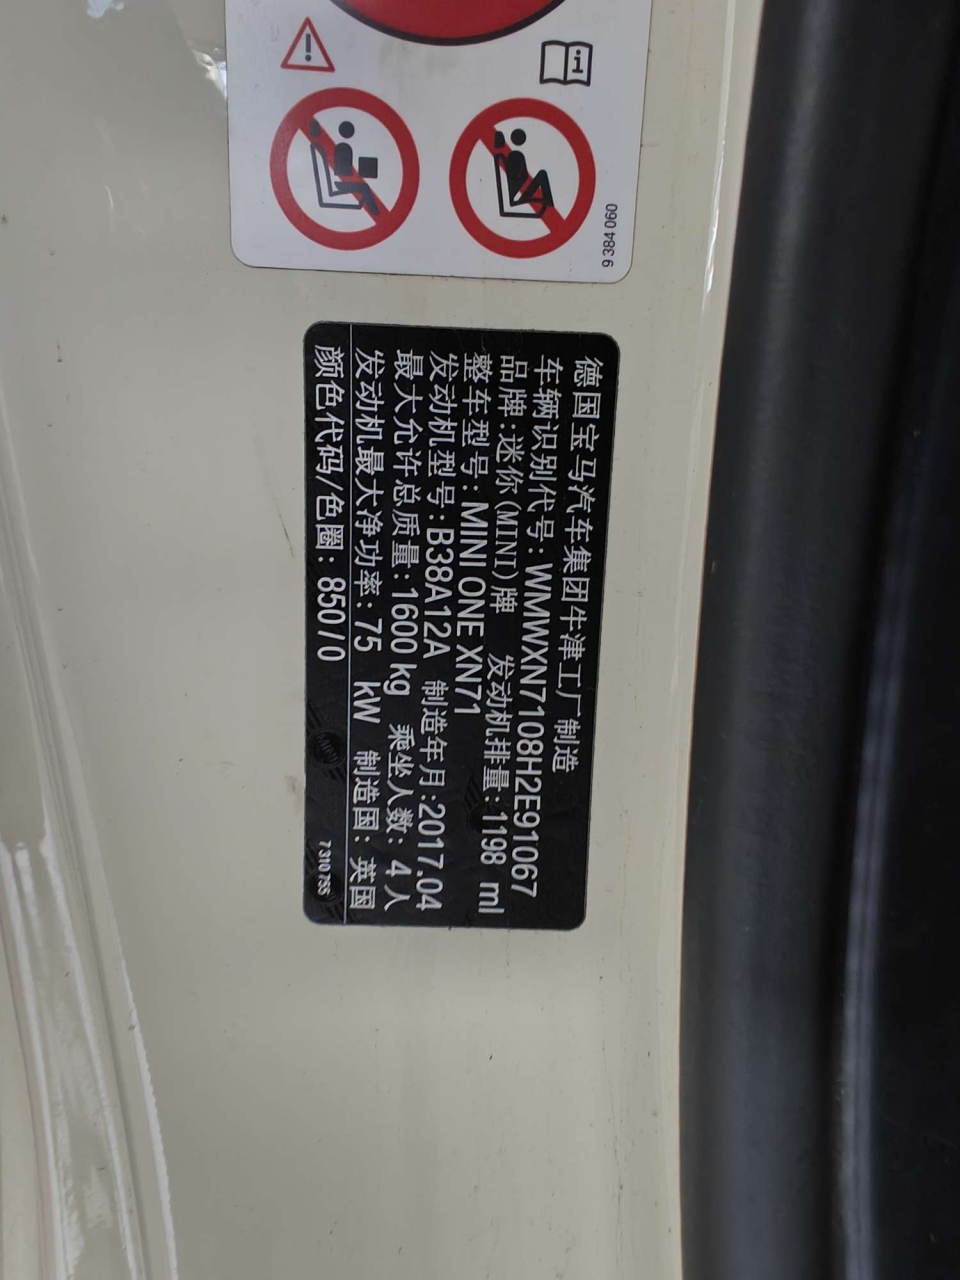 9 384 060
德国宝马汽车集团牛津工厂制造
车辆识别代号: WMWXN7108H2E91067
品牌:迷你(MINI)牌 发动机排量: 1198 ml
整车型号: MINI ONE XN71
发动机型号: B38A12A 制造年月:2017.04
最大允许总质量: 1600 kg 乘坐人数: 4 人
发动机最大净功率: 75 kW 制造国: 英国
颜色代码/色圈: 850 / 0 7 310 755